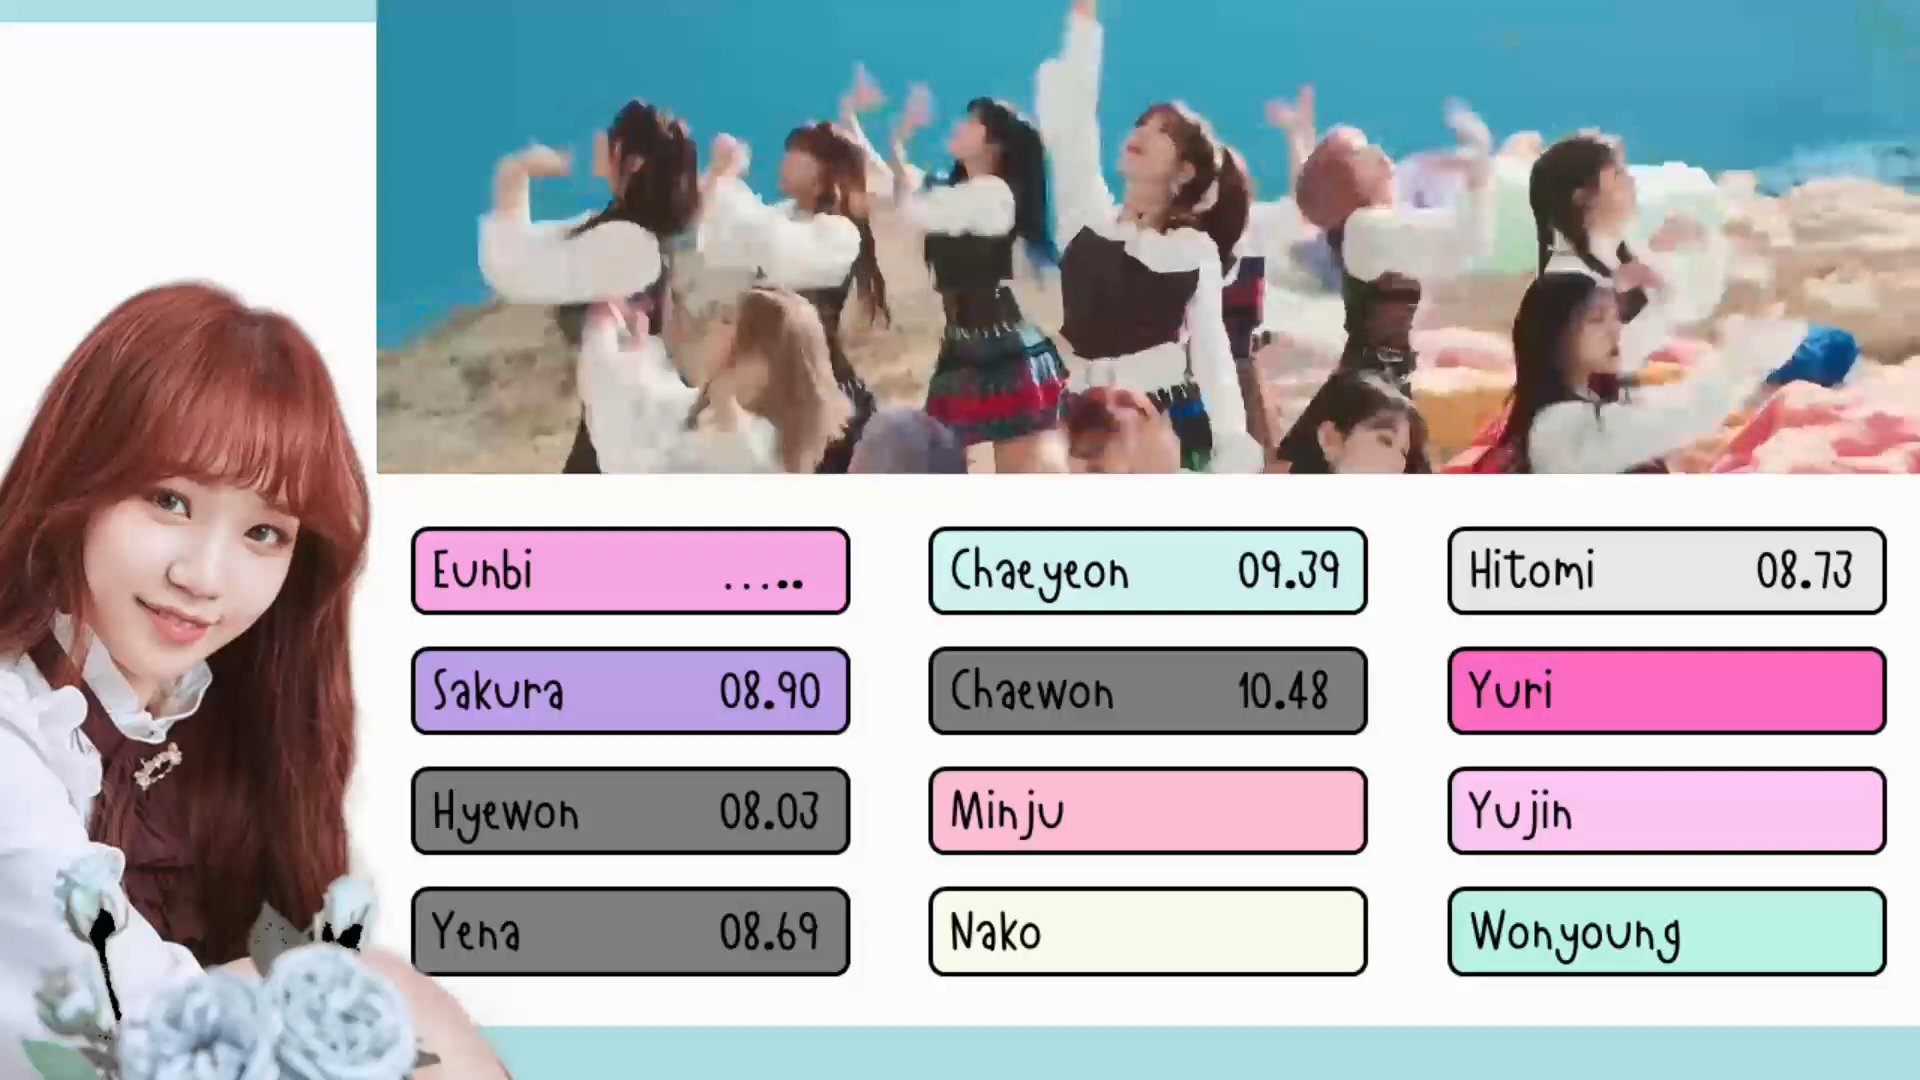 Eunbi .....
Chaeyeon 09.39
Hitomi 08.73
Sakura 08.90
Chaewon 10.48
Yuri
Hyewon 08.03
Minju
Yujin
Yena 08.69
Nako
Wonyoung